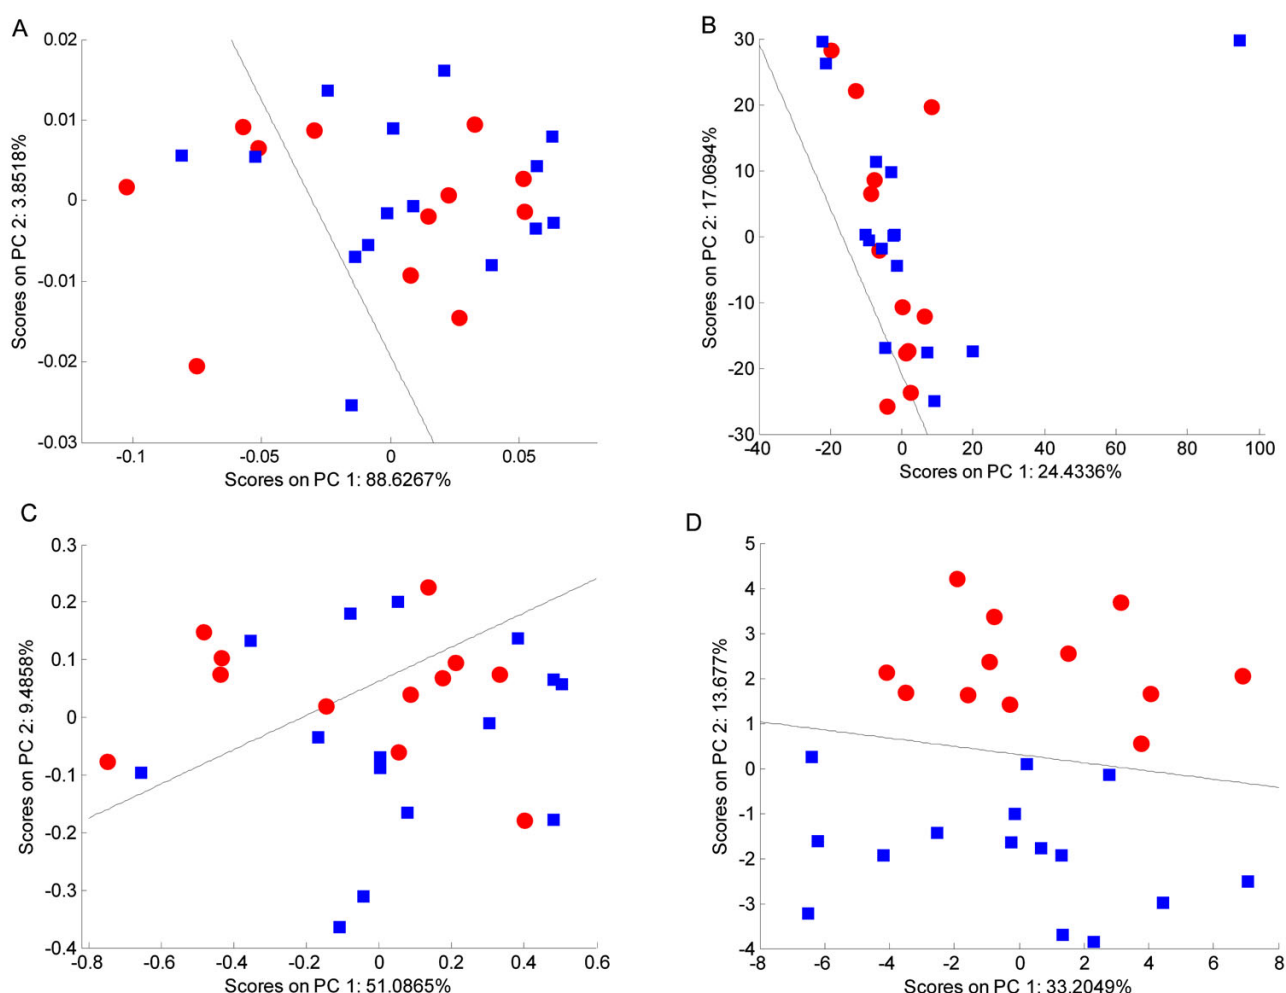 A
0.02
0.01
0
-0.01
-0.02
-0.03
Scores on PC 2: 3.8518%
-0.1 -0.05 0 0.05
Scores on PC 1: 88.6267%
B
30
20
10
0
-10
-20
-30
Scores on PC 2: 17.0694%
-40 -20 0 20 40 60 80 100
Scores on PC 1: 24.4336%
C
0.3
0.2
0.1
0
-0.1
-0.2
-0.3
-0.4
Scores on PC 2: 9.4858%
-0.8 -0.6 -0.4 -0.2 0 0.2 0.4 0.6
Scores on PC 1: 51.0865%
D
5
4
3
2
1
0
-1
-2
-3
-4
Scores on PC 2: 13.677%
-8 -6 -4 -2 0 2 4 6 8
Scores on PC 1: 33.2049%